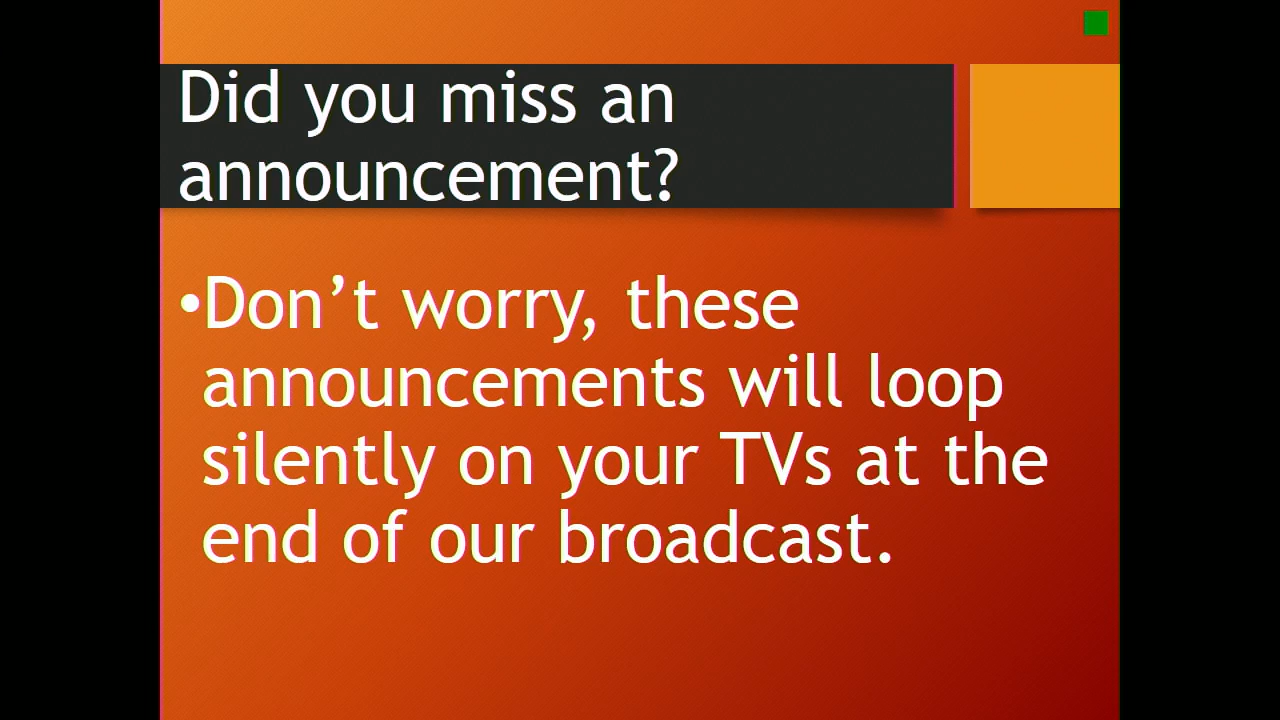 Did you miss an
announcement?
•Don’t worry, these
announcements will loop
silently on your TVs at the
end of our broadcast.